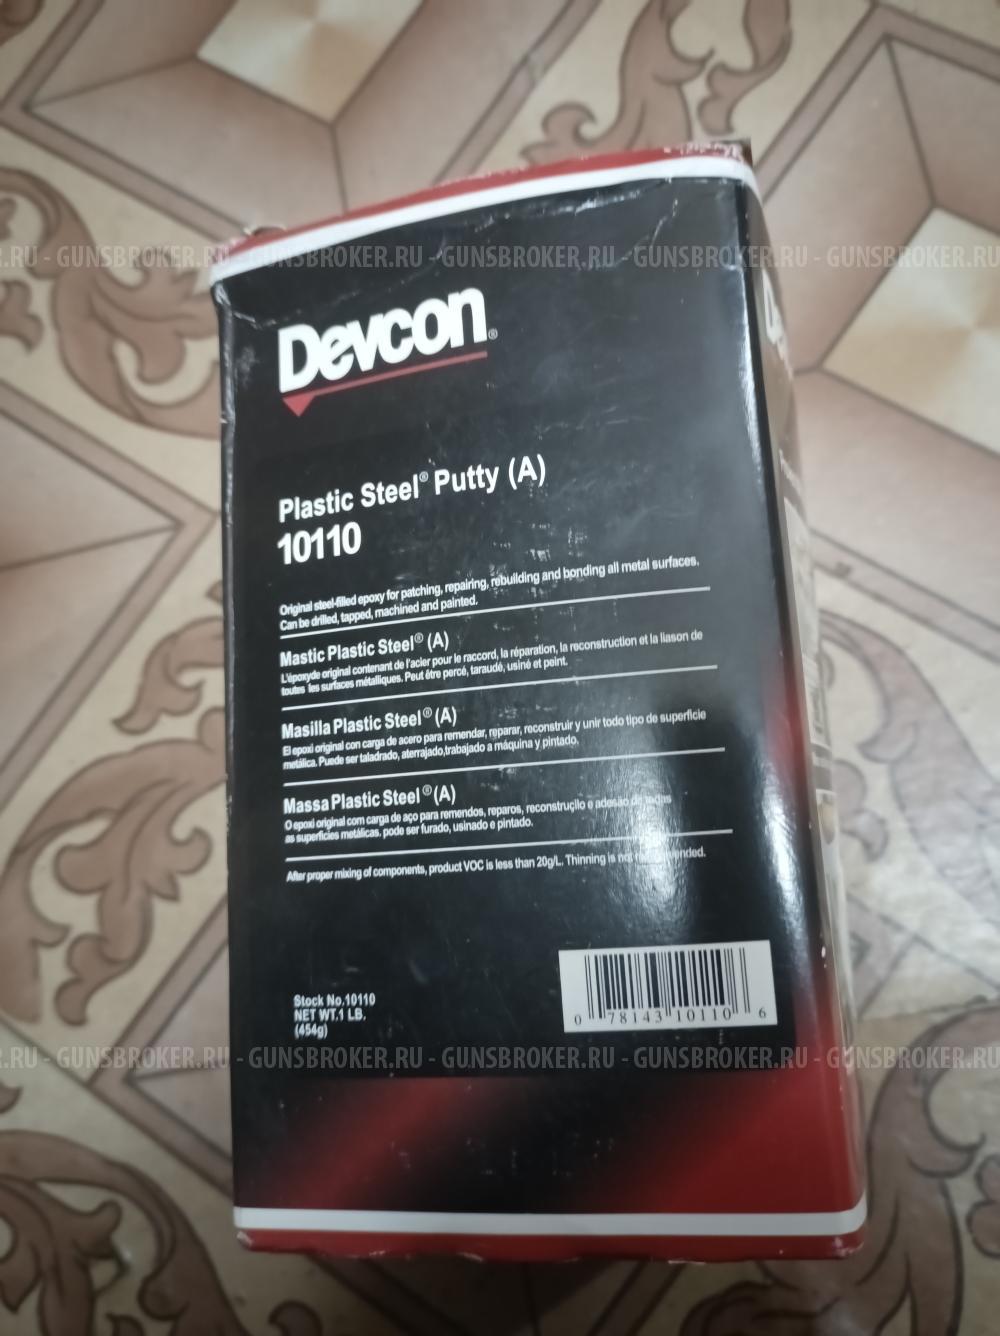 .RU - GUNSBROKER.RU - GUNSBROKER.RU - GUNSBROKER.RU - GUNSBROKER.RU - GUNS
Devcon®
Plastic Steel® Putty (A)
10110
Original steel-filled epoxy for patching, repairing, rebuilding and bonding all metal surfaces.
Can be drilled, tapped, machined and painted.
Mastic Plastic Steel® (A)
L'époxyde original contenant de l'acier pour le raccord, la réparation, la reconstruction et la liason de
toutes les surfaces métalliques. Peut être percé, taraudé, usiné et peint.
Masilla Plastic Steel® (A)
El epoxi original con carga de acero para remendar, reparar, reconstruir y unir todo tipo de superficie
metálica. Puede ser taladrado, aterrajado,trabajado a máquina y pintado.
Massa Plastic Steel® (A)
O epoxi original com carga de aço para remendos, reparos, reconstruçilo e adesao de todas
as superficies metálicas. pode ser furado, usinado e pintado.
After proper mixing of components, product VOC is less than 20g/L. Thinning is not
Stock No.10110
NET WT.1 LB.
(454g)
0 78143 10110 6
.RU - GUNSBROKER.RU - GUNSBROKER.RU - GUNSBROKER.RU - GUNSBROKER.RU - GUNS